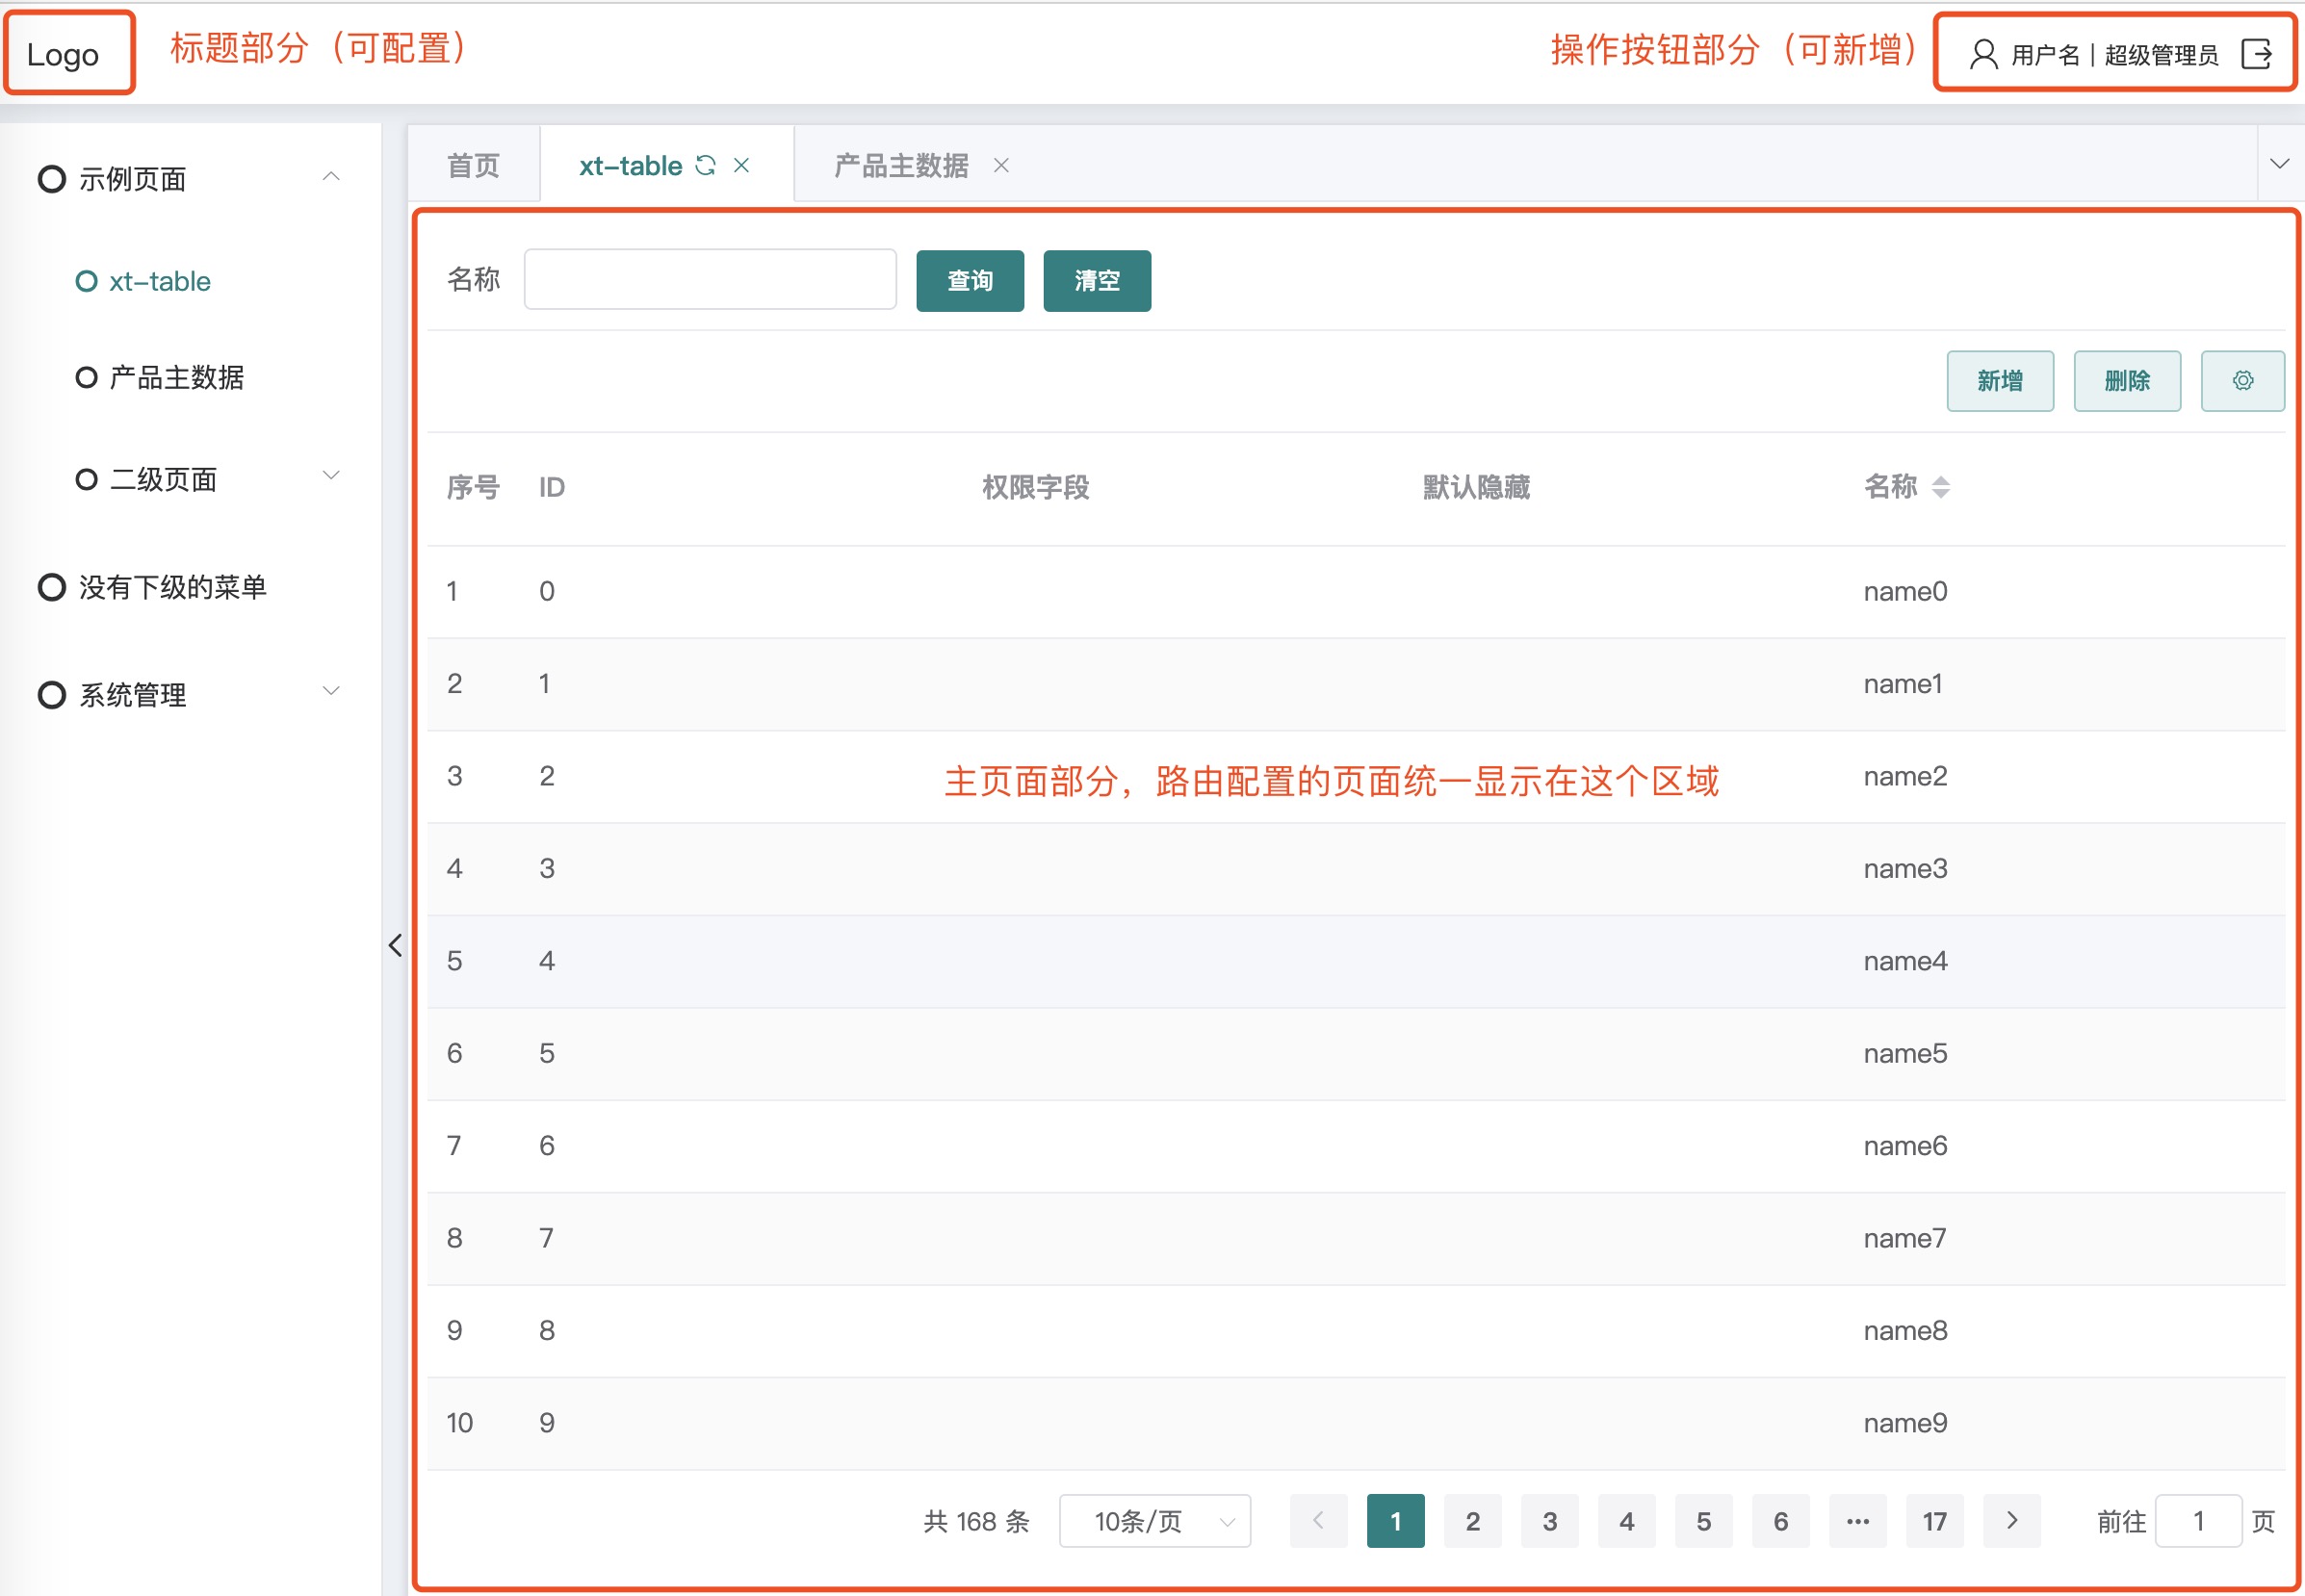 Logo 标题部分（可配置） 操作按钮部分（可新增） 用户名 | 超级管理员
示例页面
xt-table
产品主数据
二级页面
没有下级的菜单
系统管理
首页 xt-table 产品主数据
名称 查询 清空
新增 删除
序号 ID 权限字段 默认隐藏 名称
1 0 name0
2 1 name1
3 2 name2
主页面部分，路由配置的页面统一显示在这个区域
4 3 name3
5 4 name4
6 5 name5
7 6 name6
8 7 name7
9 8 name8
10 9 name9
共 168 条 10条/页 1 2 3 4 5 6 ··· 17 前往 1 页